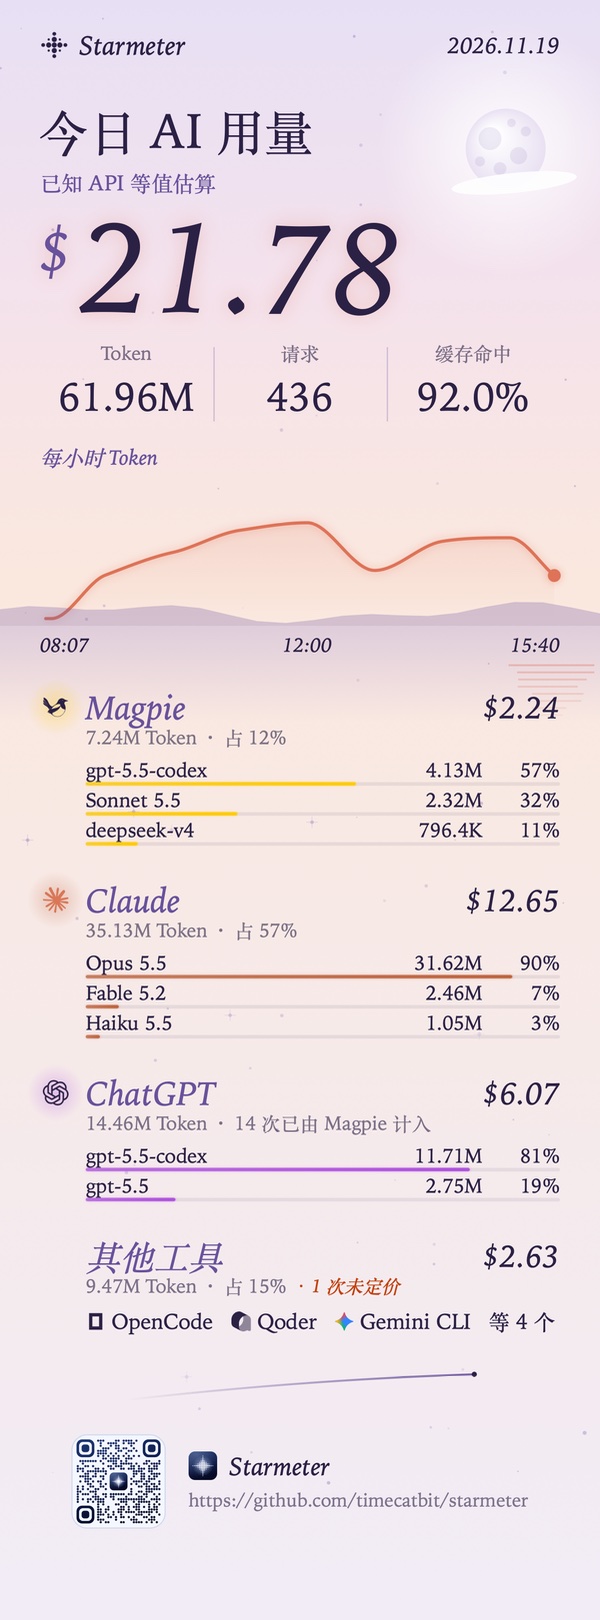 Starmeter 2026.11.19
今日 AI 用量
已知 API 等值估算
$21.78
Token 请求 缓存命中
61.96M 436 92.0%
每小时 Token
08:07 12:00 15:40
Magpie $2.24
7.24M Token · 占 12%
gpt-5.5-codex 4.13M 57%
Sonnet 5.5 2.32M 32%
deepseek-v4 796.4K 11%
Claude $12.65
35.13M Token · 占 57%
Opus 5.5 31.62M 90%
Fable 5.2 2.46M 7%
Haiku 5.5 1.05M 3%
ChatGPT $6.07
14.46M Token · 14 次已由 Magpie 计入
gpt-5.5-codex 11.71M 81%
gpt-5.5 2.75M 19%
其他工具 $2.63
9.47M Token · 占 15% · 1 次未定价
OpenCode Qoder Gemini CLI 等 4 个
Starmeter
https://github.com/timecatbit/starmeter